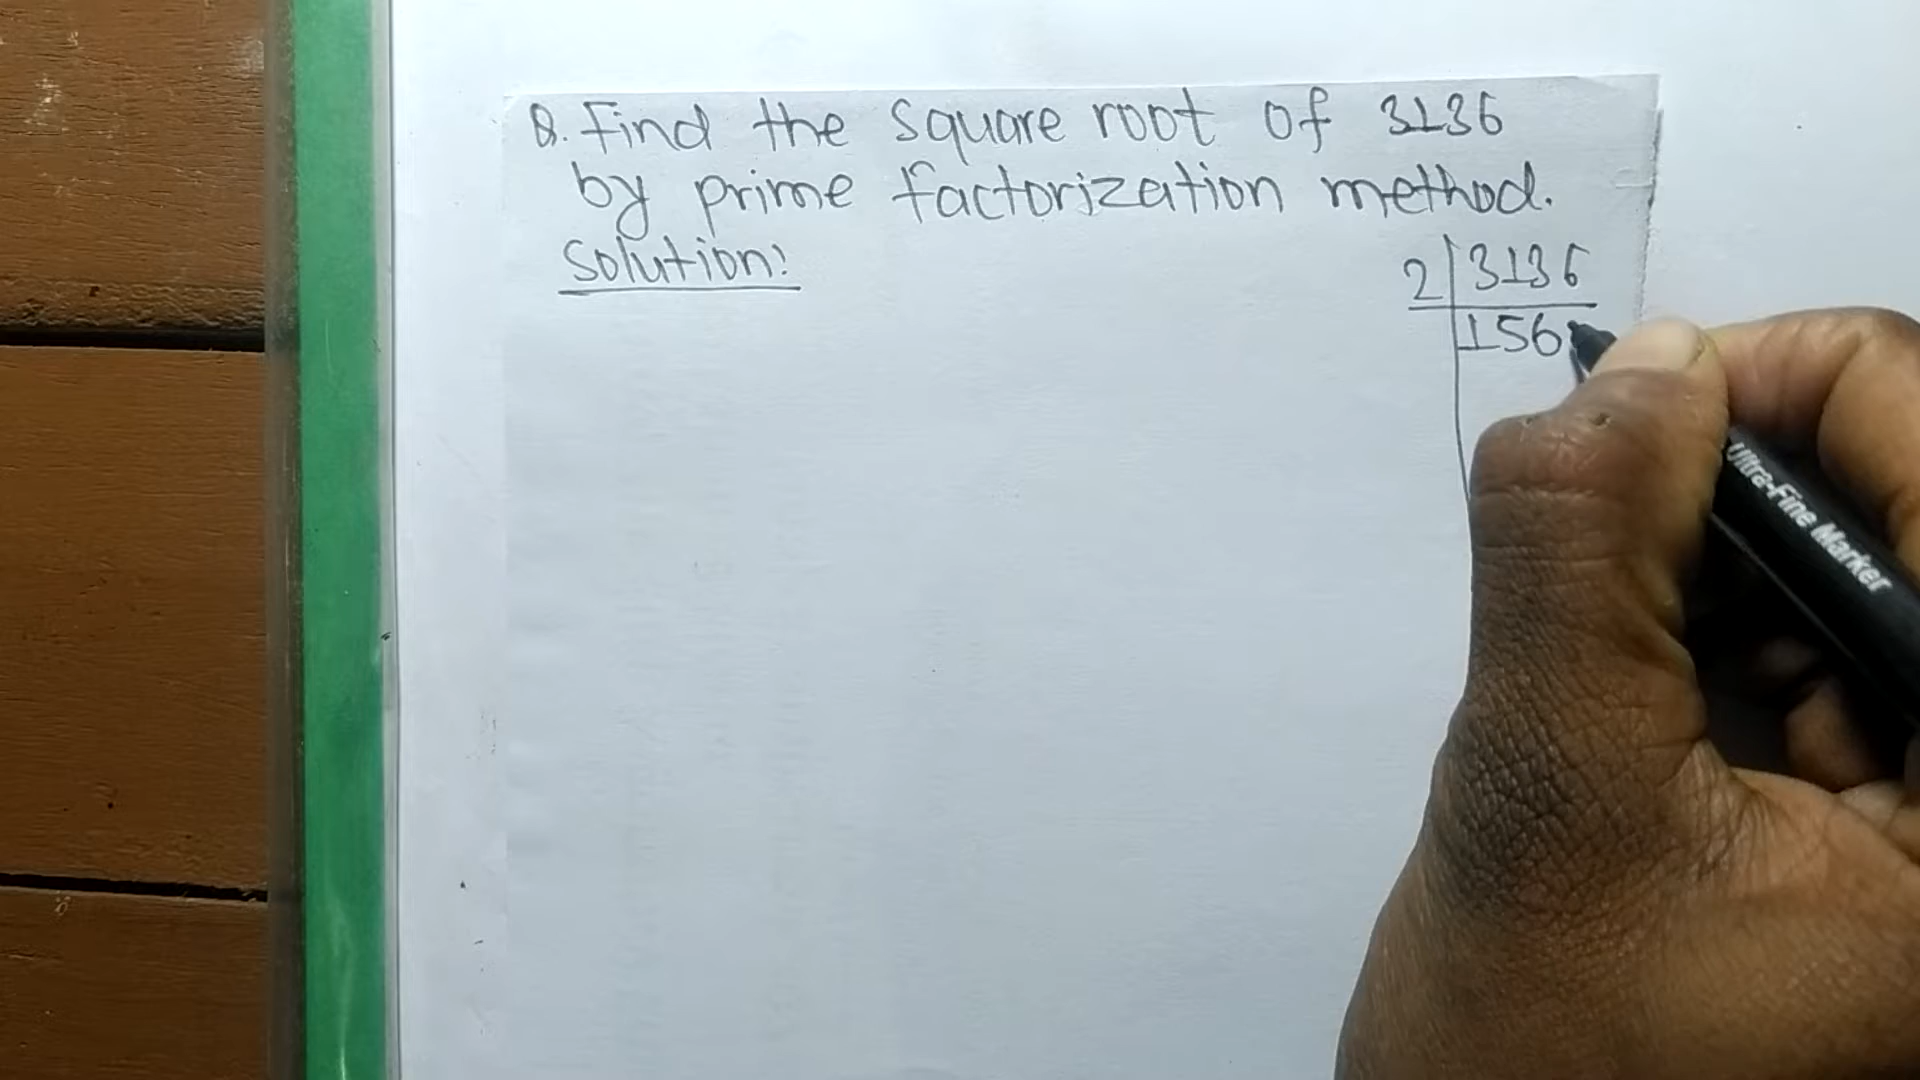 Q. Find the square root of 3136
by prime factorization method.
Solution:
2 3136
156
Ultra-Fine Marker